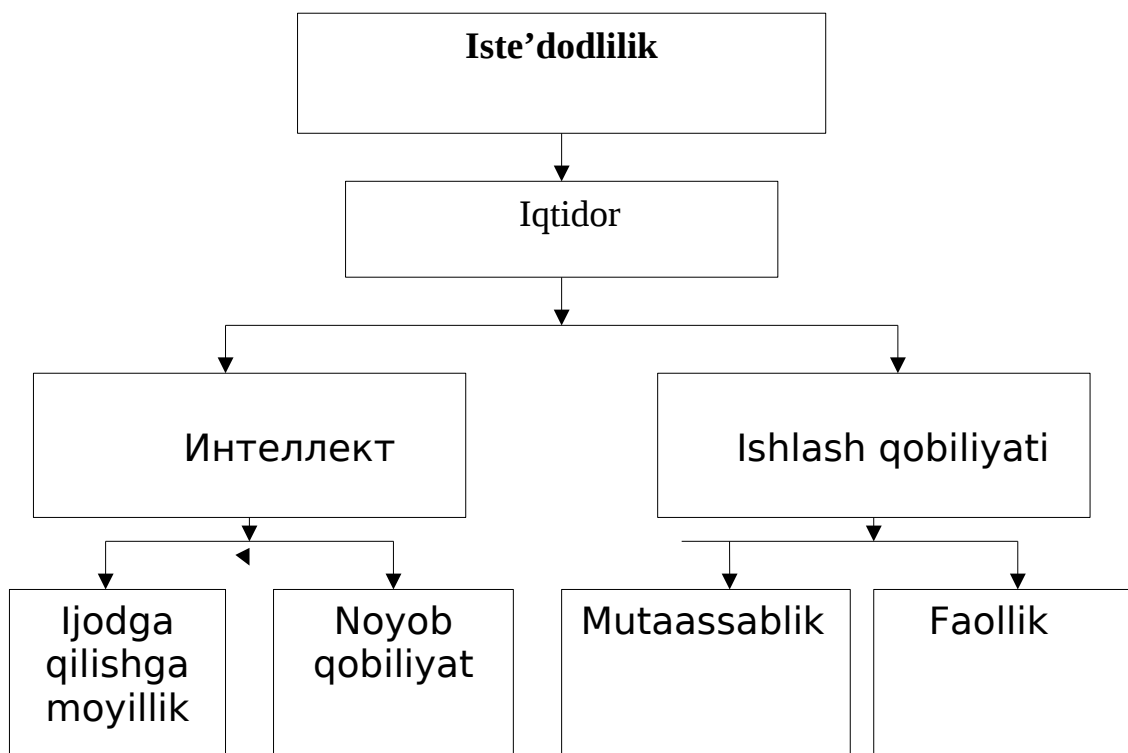 Iste’dodlilik
Iqtidor
Интеллект
Ishlash qobiliyati
Ijodga
qilishga
moyillik
Noyob
qobiliyat
Mutaassablik
Faollik